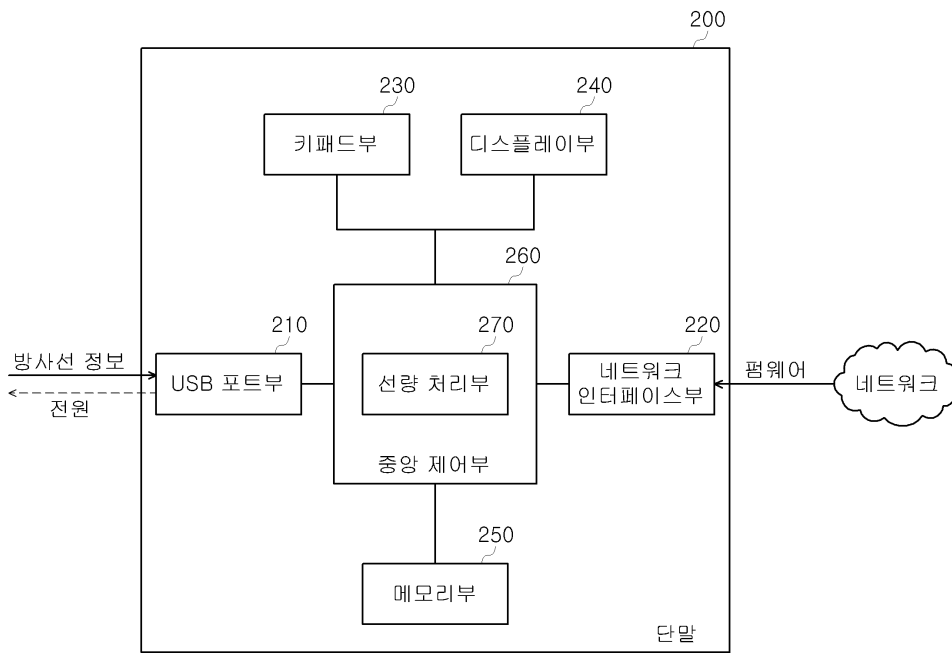 200
230
240
키패드부
디스플레이부
260
210
270
220
방사선 정보
USB 포트부
선량 처리부
네트워크
인터페이스부
펌웨어
네트워크
전원
중앙 제어부
250
메모리부
단말